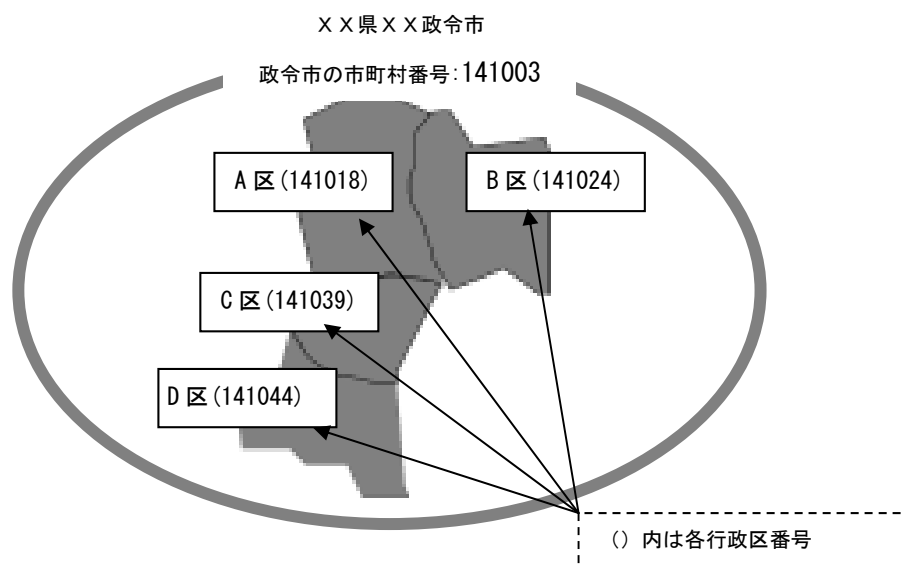 ＸＸ県ＸＸ政令市
政令市の市町村番号:141003
A 区(141018)
B 区(141024)
C 区(141039)
D 区(141044)
（）内は各行政区番号